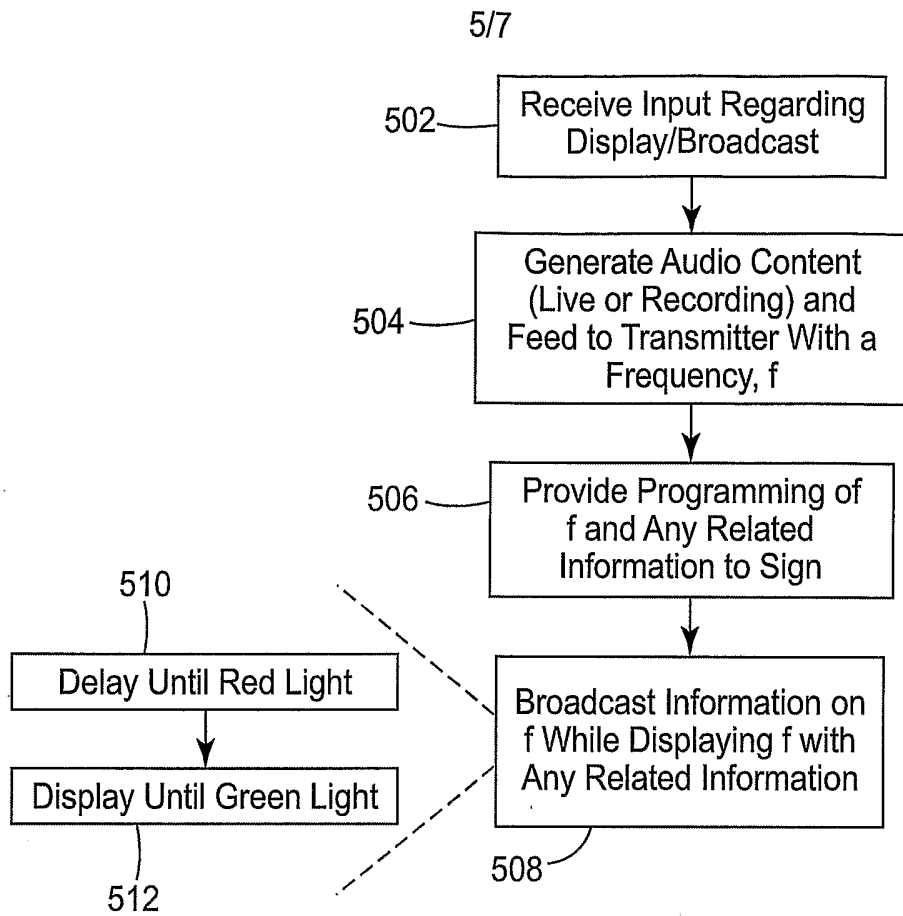 5/7
502
Receive Input Regarding
Display/Broadcast
504
Generate Audio Content
(Live or Recording) and
Feed to Transmitter With a
Frequency, f
506
Provide Programming of
f and Any Related
Information to Sign
510
Delay Until Red Light
Display Until Green Light
512
Broadcast Information on
f While Displaying f with
Any Related Information
508